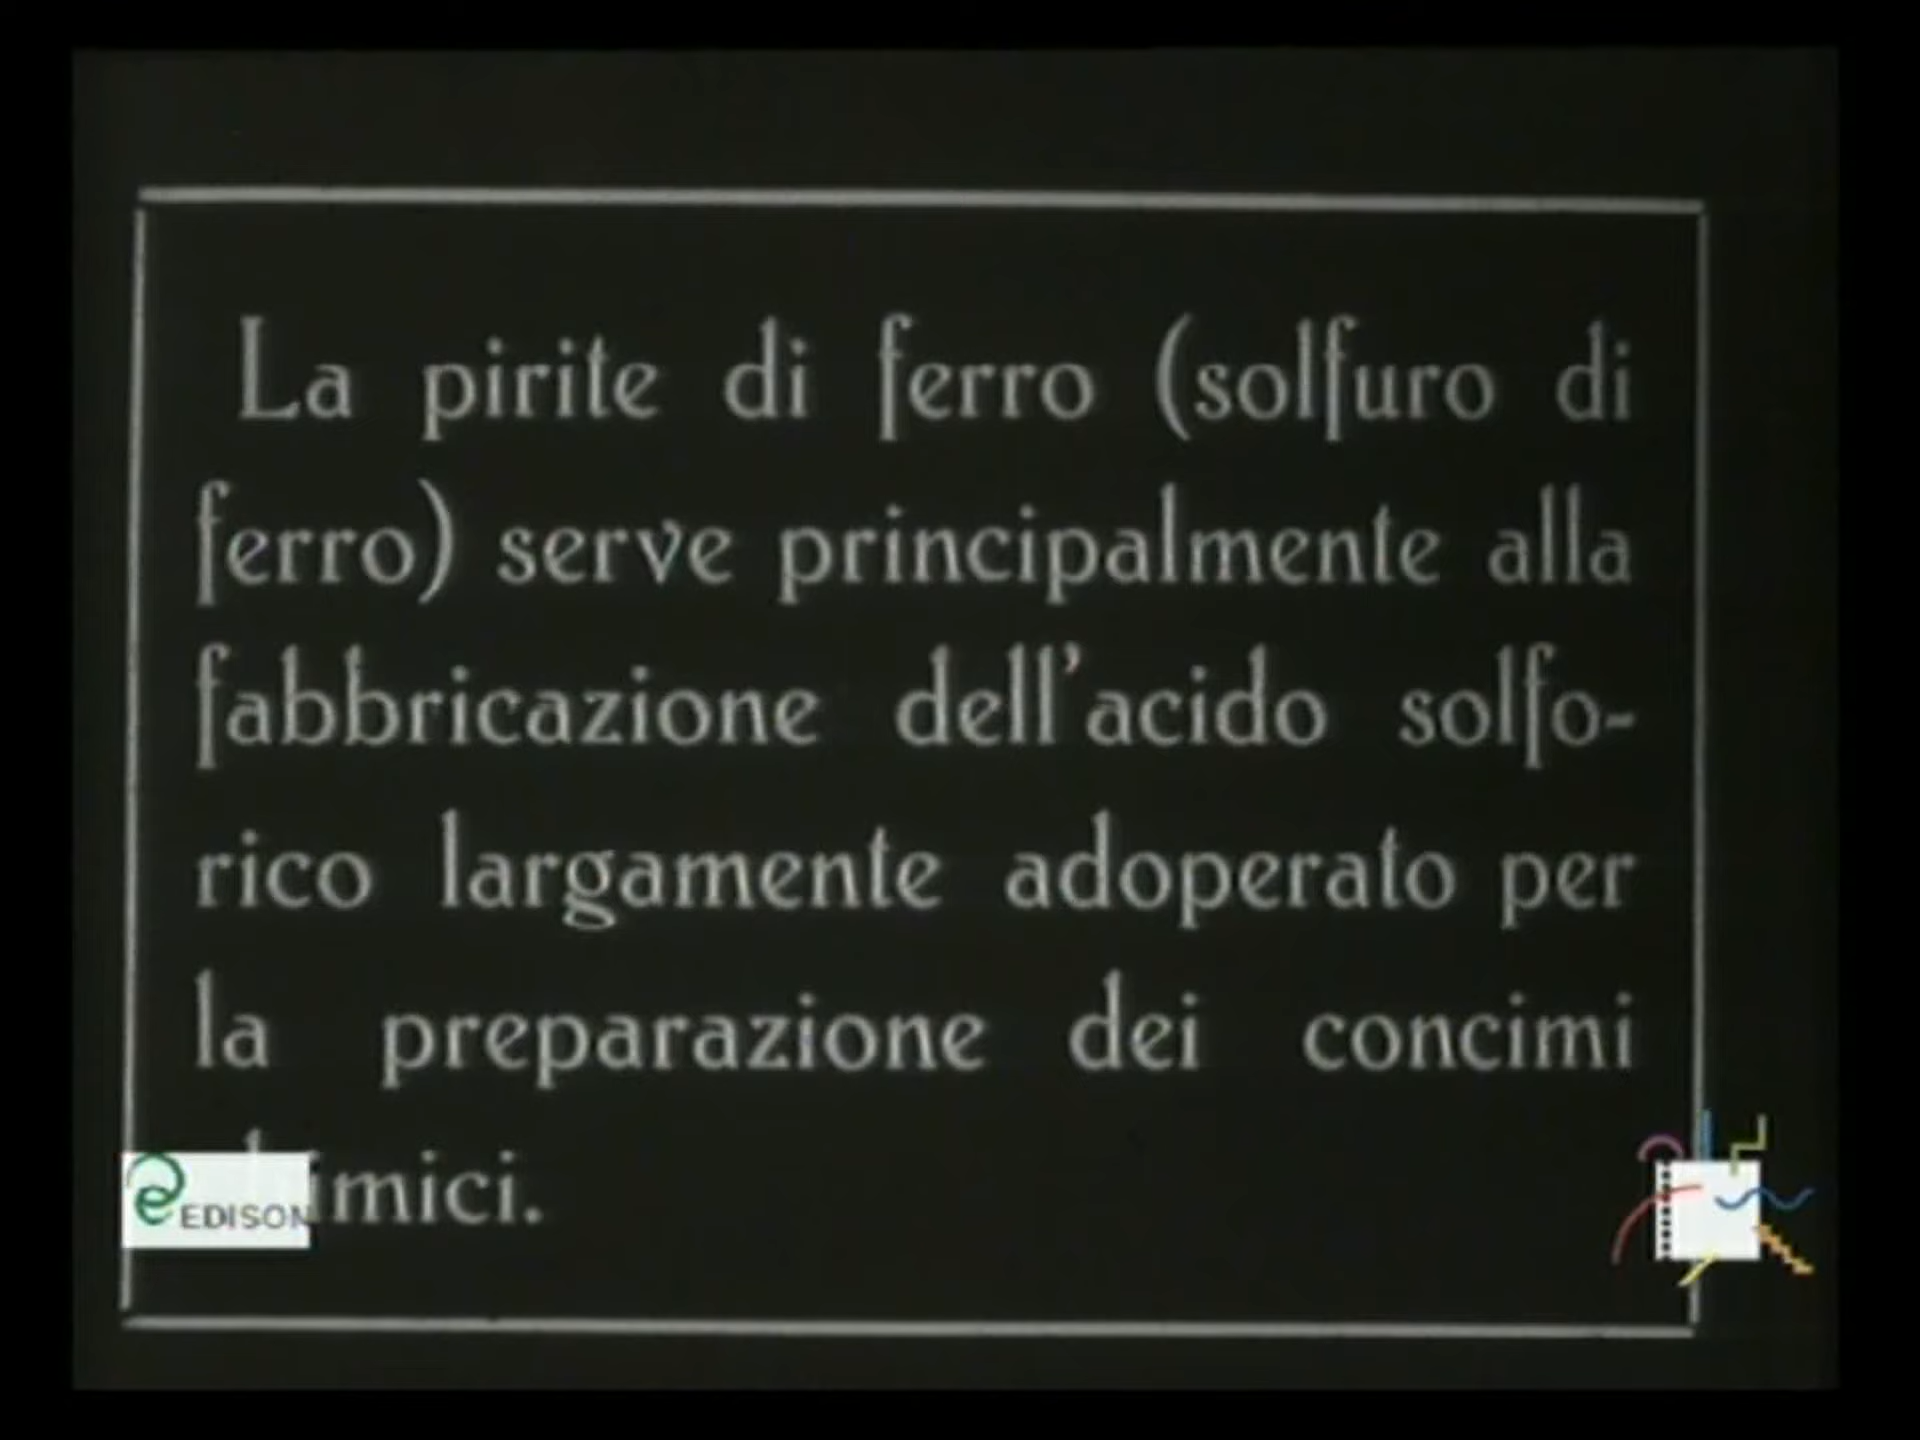 La pirite di ferro (solfuro di
ferro) serve principalmente alla
fabbricazione dell'acido solfo-
rico largamente adoperato per
la preparazione dei concimi
imici.
EDISON